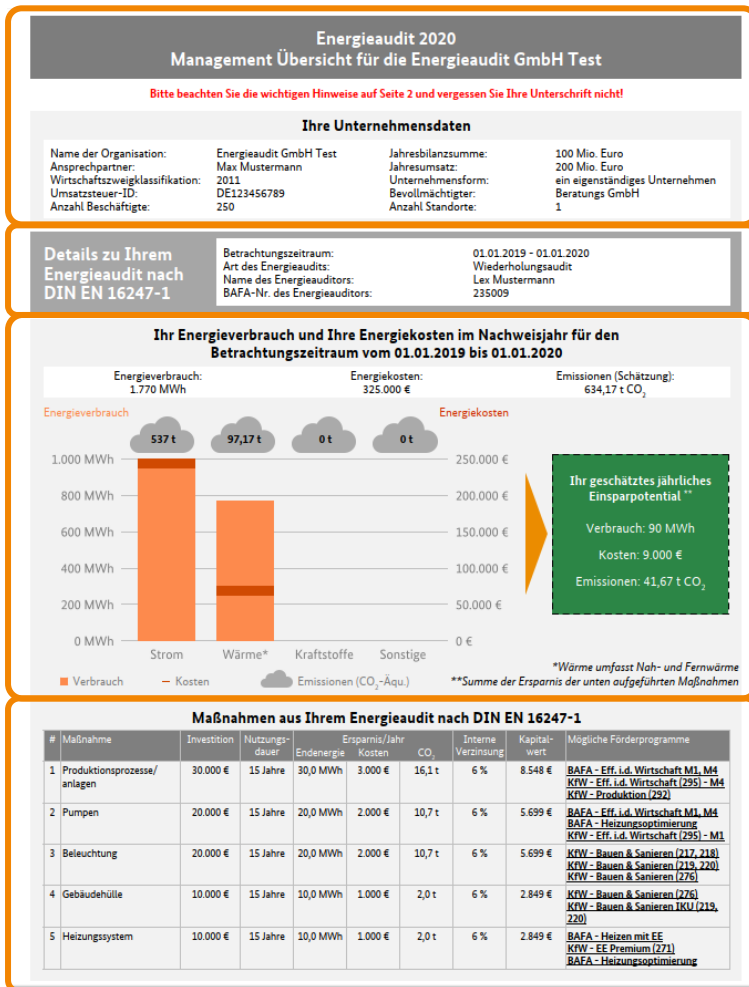 Energieaudit 2020
Management Übersicht für die Energieaudit GmbH Test
Bitte beachten Sie die wichtigen Hinweise auf Seite 2 und vergessen Sie Ihre Unterschrift nicht!
Ihre Unternehmensdaten
Name der Organisation: Energieaudit GmbH Test Jahresbilanzsumme: 100 Mio. Euro
Ansprechpartner: Max Mustermann Jahresumsatz: 200 Mio. Euro
Wirtschaftszweigklassifikation: 2011 Unternehmensform: ein eigenständiges Unternehmen
Umsatzsteuer-ID: DE123456789 Bevollmächtigter: Beratungs GmbH
Anzahl Beschäftigte: 250 Anzahl Standorte: 1
Details zu Ihrem
Energieaudit nach
DIN EN 16247-1
Betrachtungszeitraum: 01.01.2019 - 01.01.2020
Art des Energieaudits: Wiederholungsaudit
Name des Energieauditors: Lex Mustermann
BAFA-Nr. des Energieauditors: 235009
Ihr Energieverbrauch und Ihre Energiekosten im Nachweisjahr für den
Betrachtungszeitraum vom 01.01.2019 bis 01.01.2020
Energieverbrauch: Energiekosten: Emissionen (Schätzung):
1.770 MWh 325.000 € 634,17 t CO₂
Energieverbrauch Energiekosten
537 t 97,17 t 0 t 0 t
1.000 MWh 250.000 €
800 MWh 200.000 €
600 MWh 150.000 €
400 MWh 100.000 €
200 MWh 50.000 €
0 MWh 0 €
Strom Wärme* Kraftstoffe Sonstige
Verbrauch Kosten Emissionen (CO₂-Äqu.)
Ihr geschätztes jährliches
Einsparpotential **
Verbrauch: 90 MWh
Kosten: 9.000 €
Emissionen: 41,67 t CO₂
*Wärme umfasst Nah- und Fernwärme
**Summe der Ersparnis der unten aufgeführten Maßnahmen
Maßnahmen aus Ihrem Energieaudit nach DIN EN 16247-1
# Maßnahme Investition Nutzungs- Ersparnis/Jahr Interne Kapital- Mögliche Förderprogramme
dauer Endenergie Kosten CO₂ Verzinsung wert
1 Produktionsprozesse/ 30.000 € 15 Jahre 30,0 MWh 3.000 € 16,1 t 6 % 8.548 € BAFA - Eff. i.d. Wirtschaft M1, M4
anlagen KfW - Eff. i.d. Wirtschaft (295) - M4
KfW - Produktion (292)
2 Pumpen 20.000 € 15 Jahre 20,0 MWh 2.000 € 10,7 t 6 % 5.699 € BAFA - Eff. i.d. Wirtschaft M1, M4
BAFA - Heizungsoptimierung
KfW - Eff. i.d. Wirtschaft (295) - M1
3 Beleuchtung 20.000 € 15 Jahre 20,0 MWh 2.000 € 10,7 t 6 % 5.699 € KfW - Bauen & Sanieren (217, 218)
KfW - Bauen & Sanieren (219, 220)
KfW - Bauen & Sanieren (276)
4 Gebäudehülle 10.000 € 15 Jahre 10,0 MWh 1.000 € 2,0 t 6 % 2.849 € KfW - Bauen & Sanieren (276)
KfW - Bauen & Sanieren IKU (219,
220)
5 Heizungssystem 10.000 € 15 Jahre 10,0 MWh 1.000 € 2,0 t 6 % 2.849 € BAFA - Heizen mit EE
KfW - EE Premium (271)
BAFA - Heizungsoptimierung